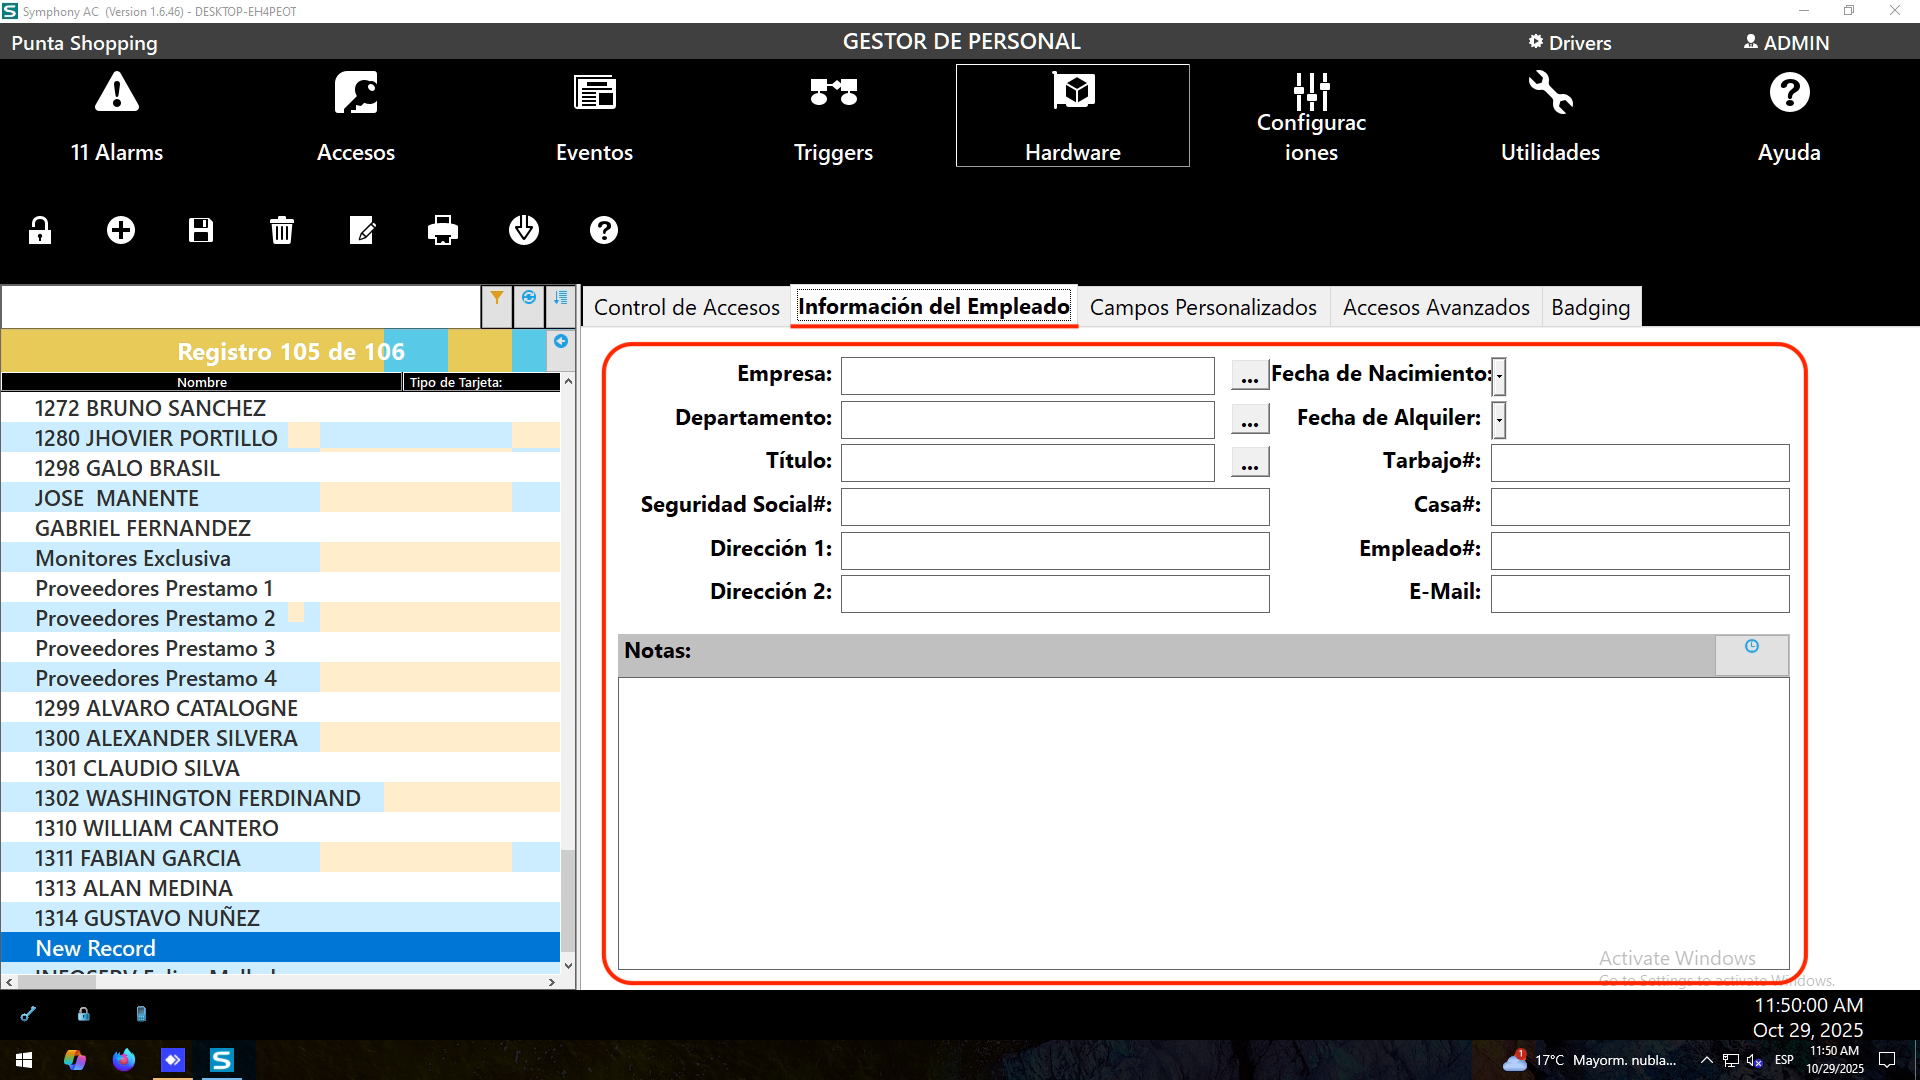 Symphony AC (Version 1.6.46) - DESKTOP-EH4PEOT
Punta Shopping
GESTOR DE PERSONAL
Drivers
ADMIN
11 Alarms
Accesos
Eventos
Triggers
Hardware
Configurac
iones
Utilidades
Ayuda
Control de Accesos
Información del Empleado
Campos Personalizados
Accesos Avanzados
Badging
Registro 105 de 106
Nombre
Tipo de Tarjeta:
1272 BRUNO SANCHEZ
1280 JHOVIER PORTILLO
1298 GALO BRASIL
JOSE  MANENTE
GABRIEL FERNANDEZ
Monitores Exclusiva
Proveedores Prestamo 1
Proveedores Prestamo 2
Proveedores Prestamo 3
Proveedores Prestamo 4
1299 ALVARO CATALOGNE
1300 ALEXANDER SILVERA
1301 CLAUDIO SILVA
1302 WASHINGTON FERDINAND
1310 WILLIAM CANTERO
1311 FABIAN GARCIA
1313 ALAN MEDINA
1314 GUSTAVO NUÑEZ
New Record
Empresa:
...
Fecha de Nacimiento:
Departamento:
...
Fecha de Alquiler:
Título:
...
Tarbajo#:
Seguridad Social#:
Casa#:
Dirección 1:
Empleado#:
Dirección 2:
E-Mail:
Notas:
Activate Windows
Go to Settings to activate Windows.
11:50:00 AM
Oct 29, 2025
1
17°C Mayorm. nubla...
ESP
11:50 AM
10/29/2025